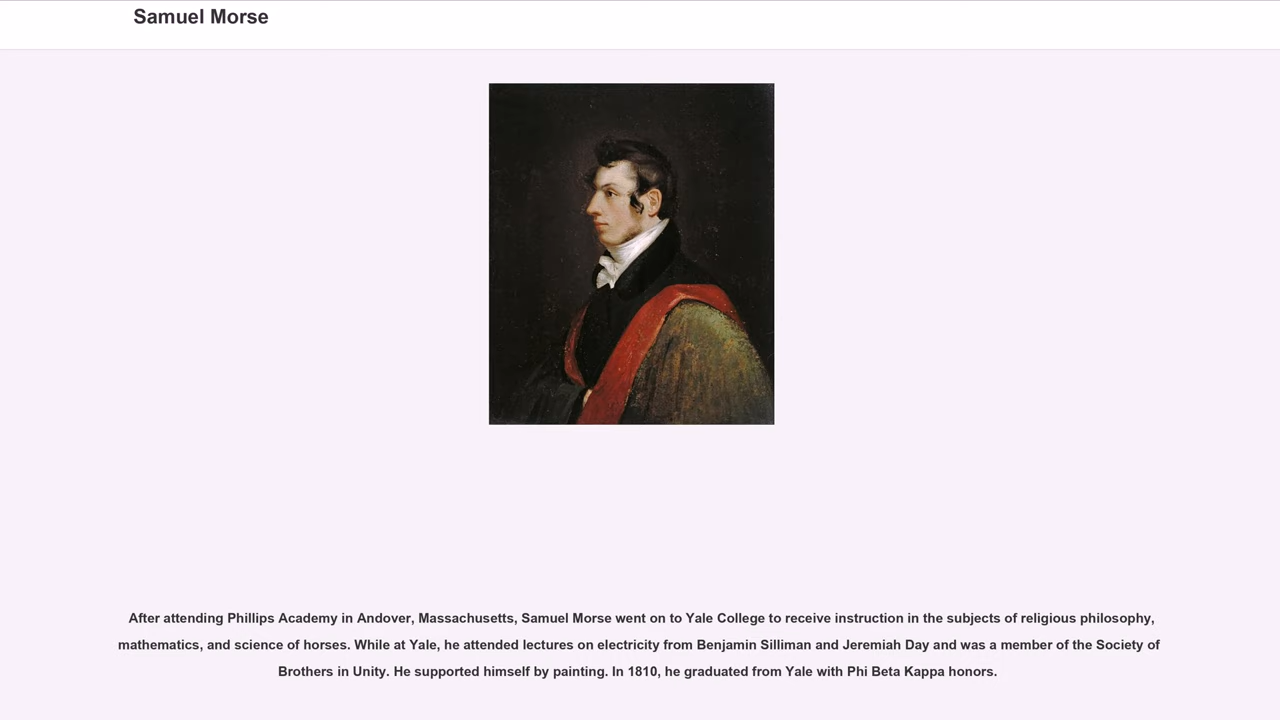 Samuel Morse
After attending Phillips Academy in Andover, Massachusetts, Samuel Morse went on to Yale College to receive instruction in the subjects of religious philosophy,
mathematics, and science of horses. While at Yale, he attended lectures on electricity from Benjamin Silliman and Jeremiah Day and was a member of the Society of
Brothers in Unity. He supported himself by painting. In 1810, he graduated from Yale with Phi Beta Kappa honors.